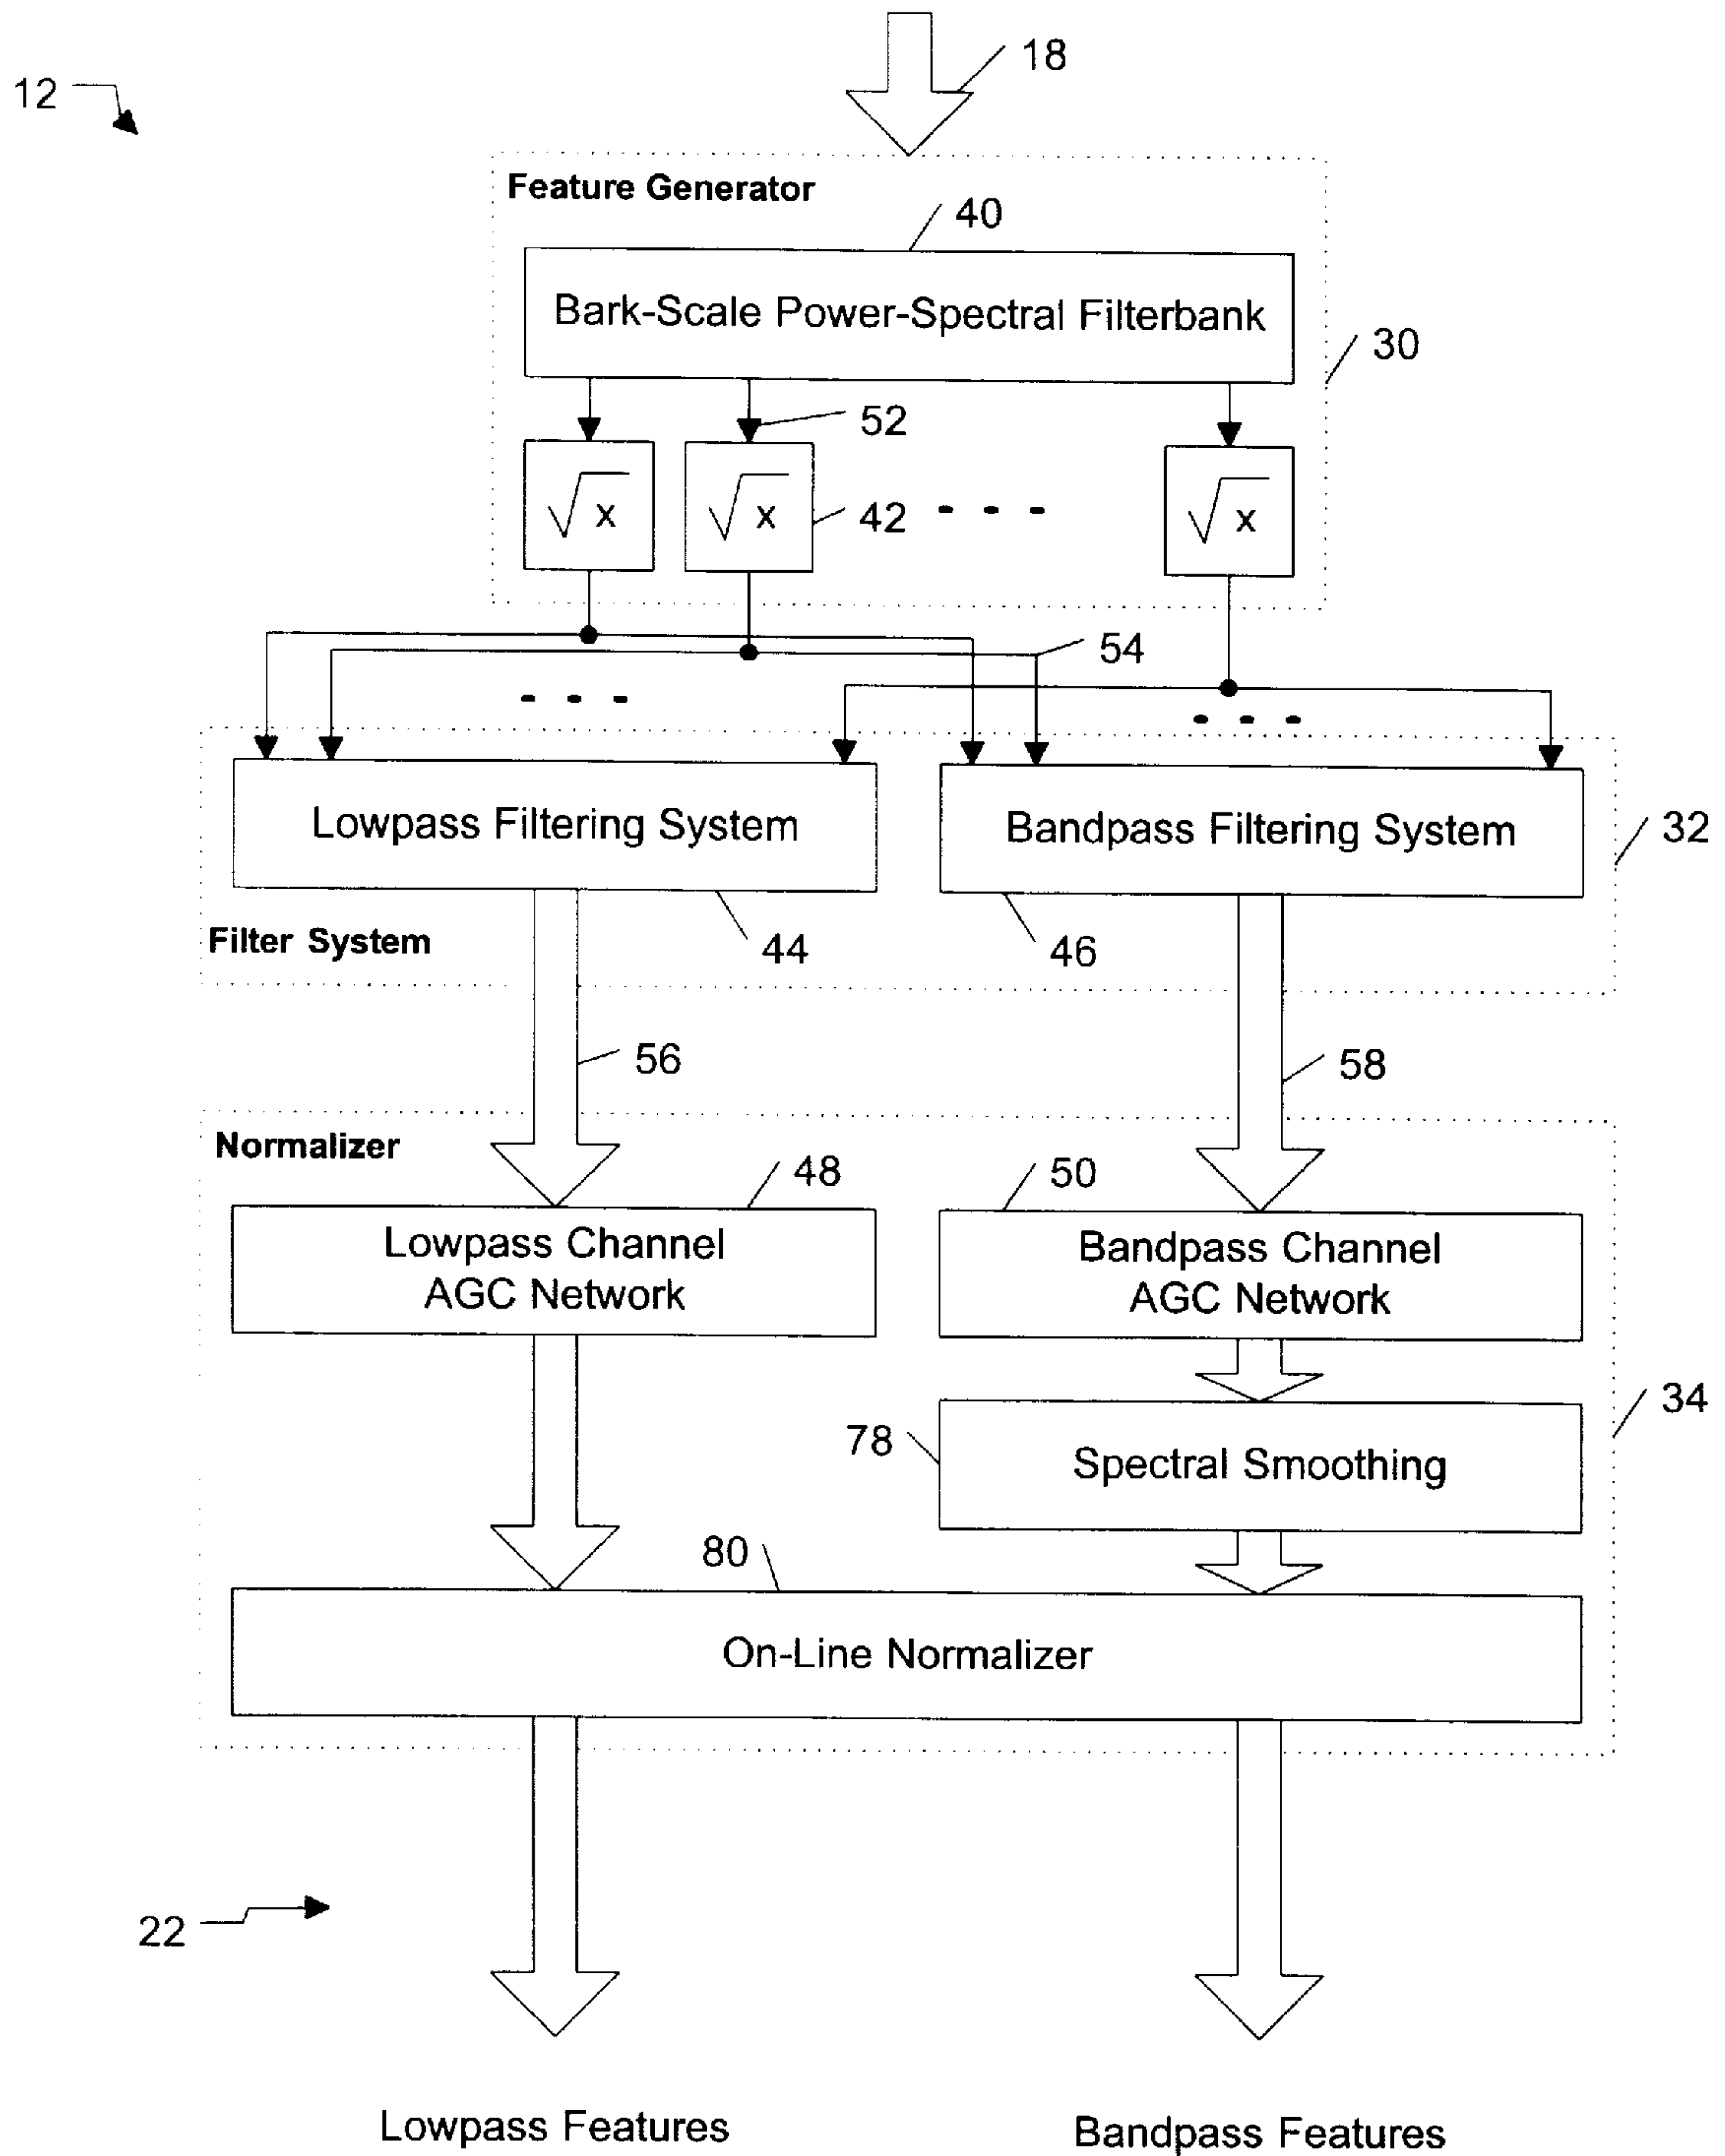 18
12
Feature Generator
40
Bark-Scale Power-Spectral Filterbank
30
52
√x
√x
42
√x
54
Lowpass Filtering System
Bandpass Filtering System
32
Filter System
44
46
56
58
Normalizer
48
50
Lowpass Channel
AGC Network
Bandpass Channel
AGC Network
34
78
Spectral Smoothing
80
On-Line Normalizer
22
Lowpass Features
Bandpass Features